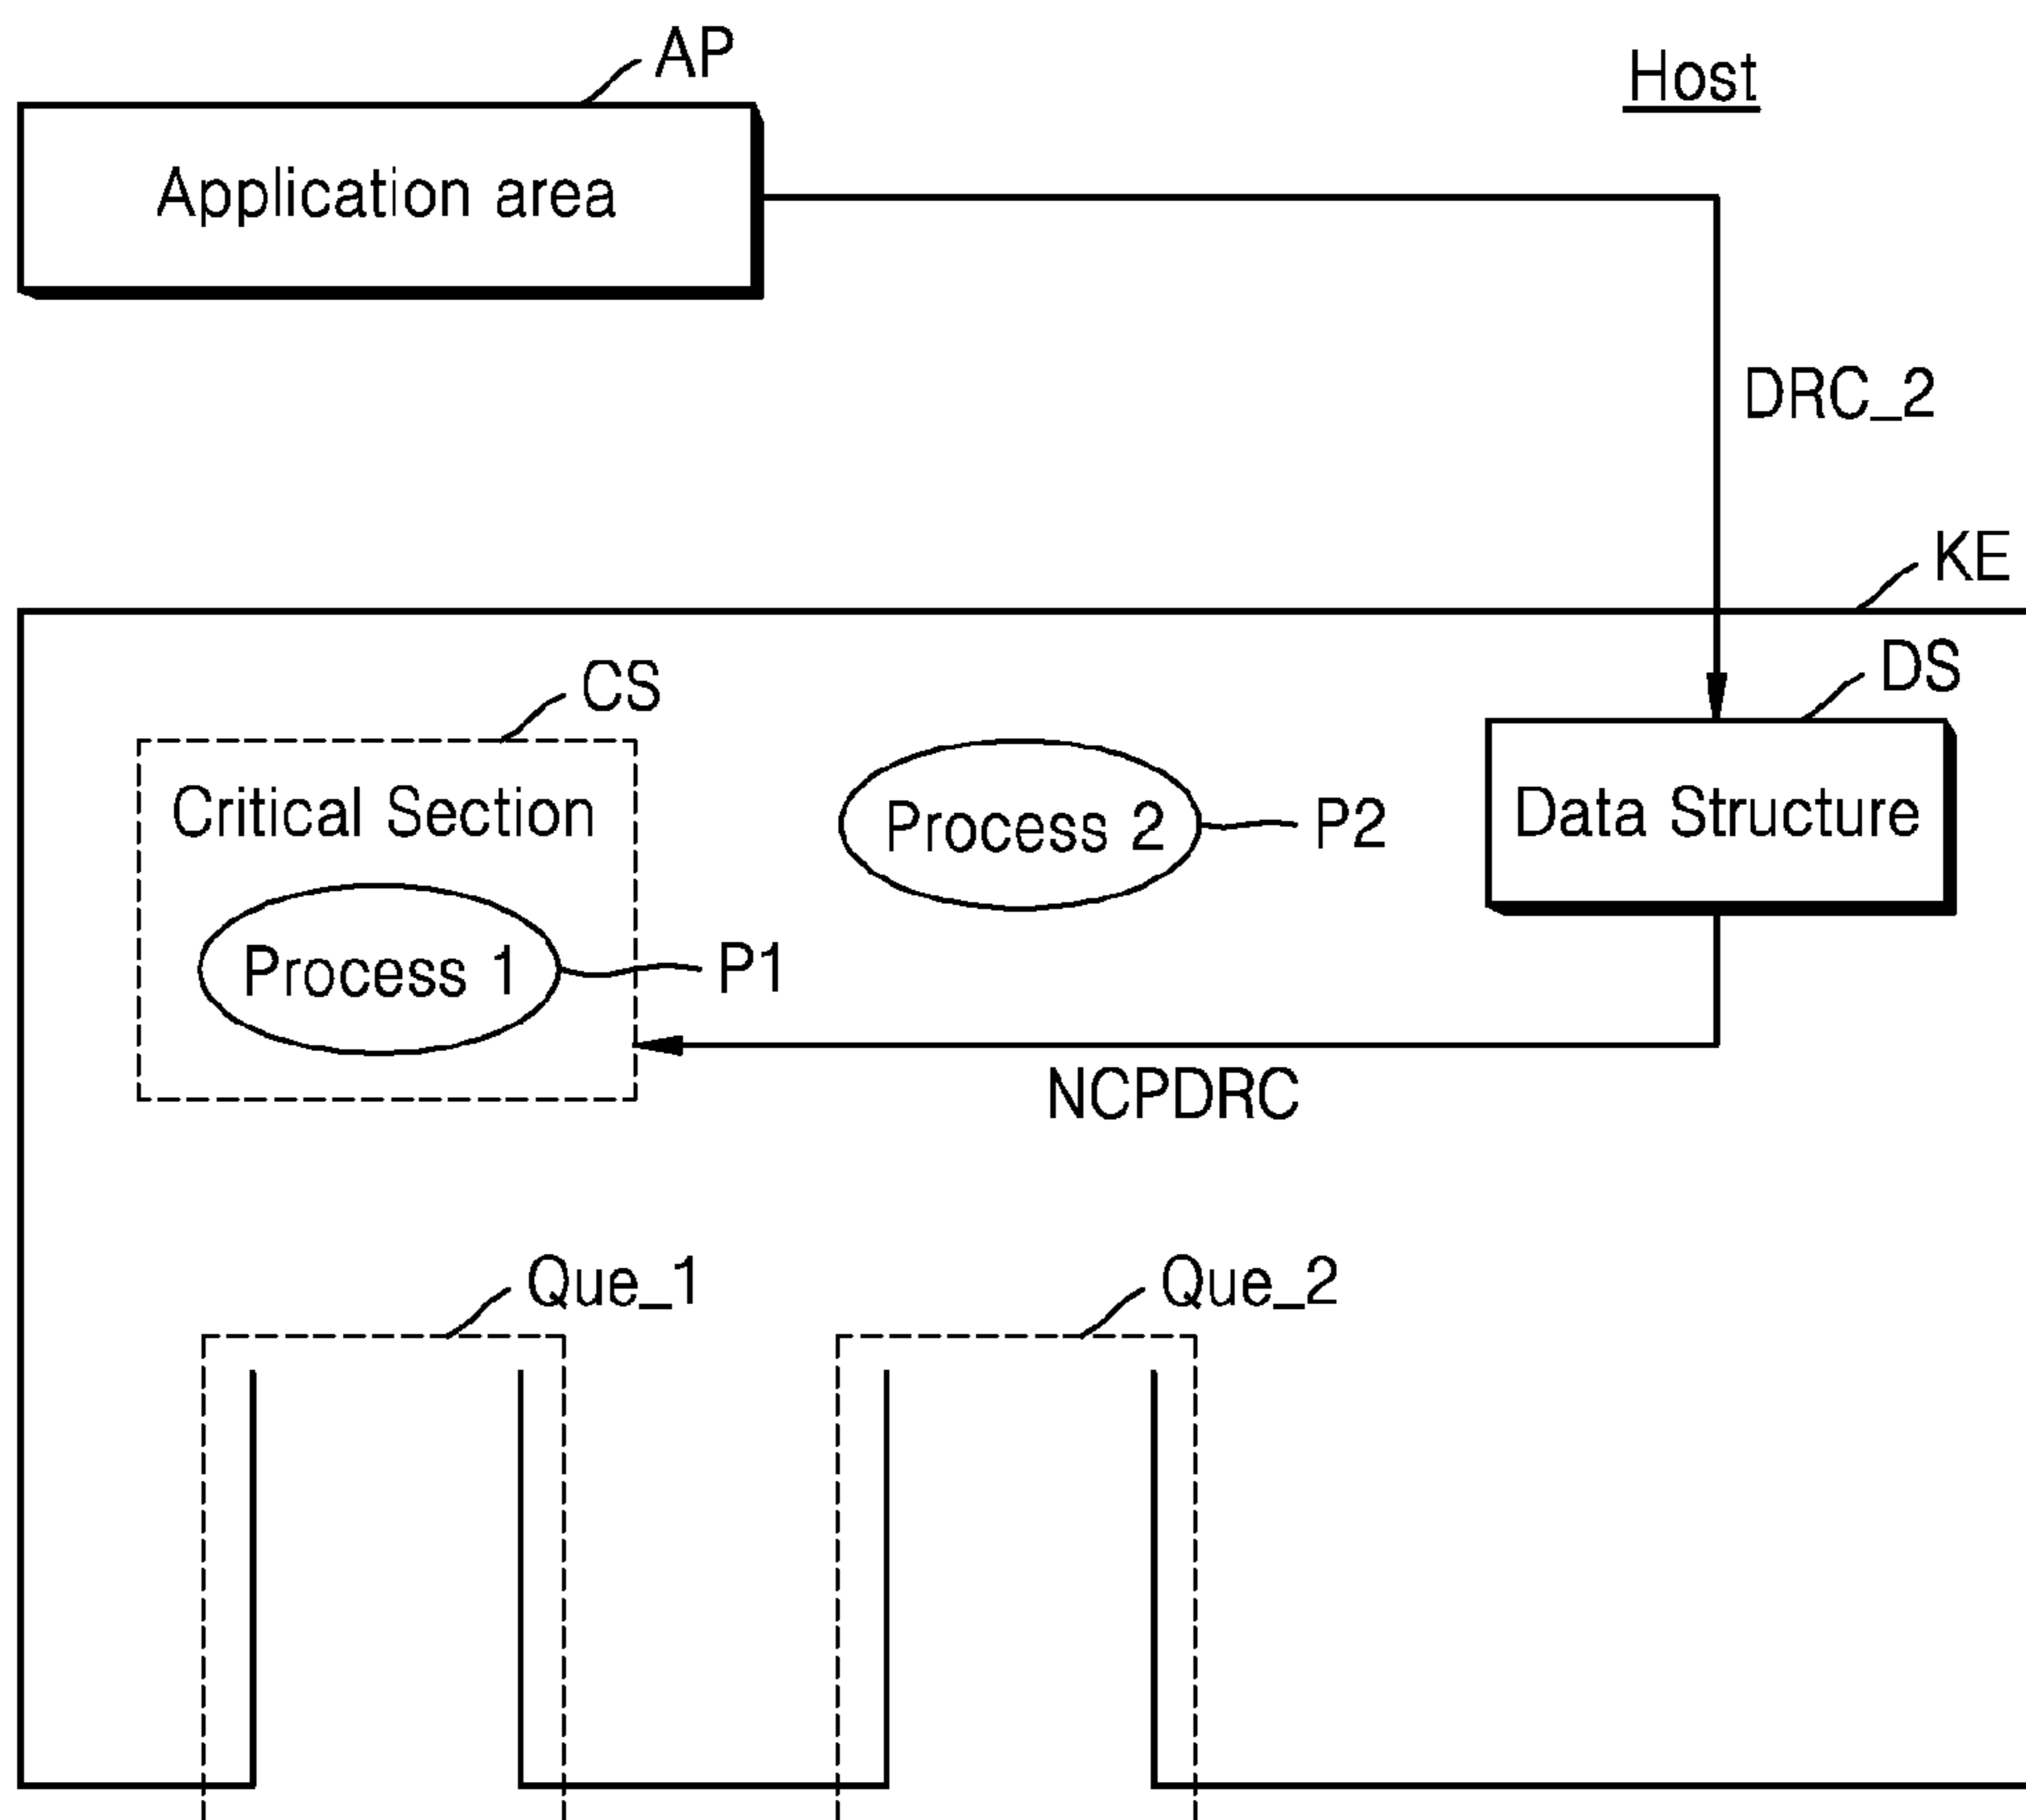 AP
Host
Application area
DRC_2
KE
CS
DS
Critical Section
Process 2
P2
Data Structure
Process 1
P1
NCPDRC
Que_1
Que_2